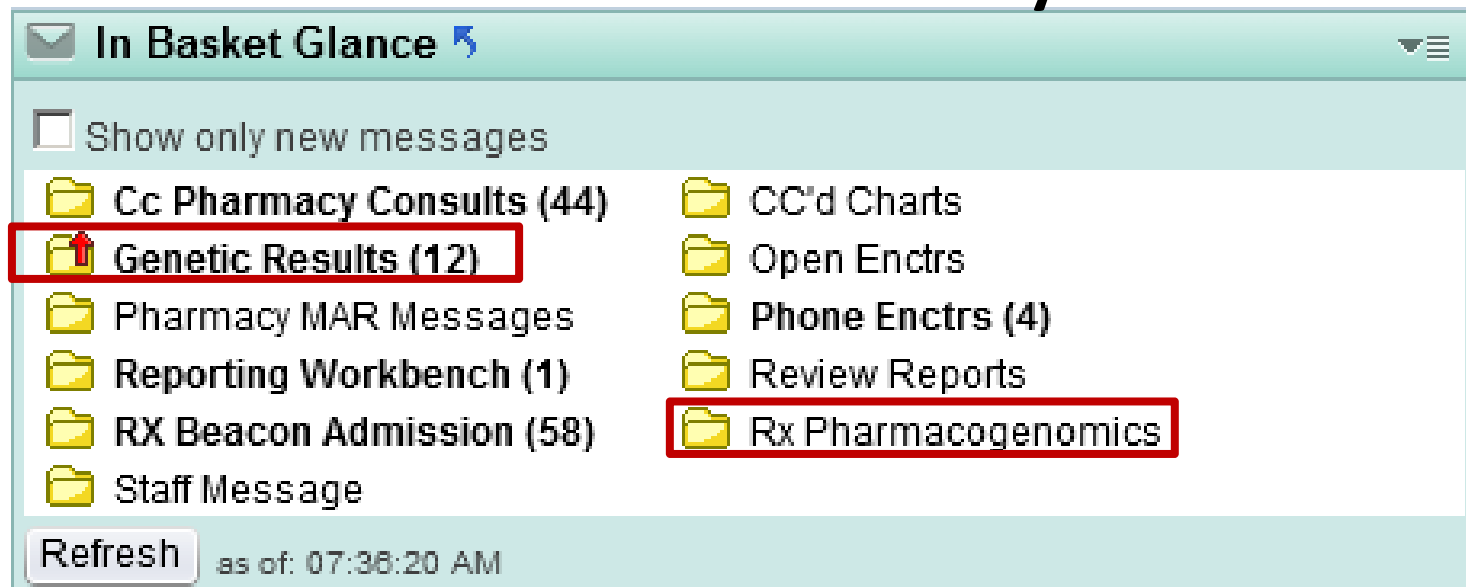 In Basket Glance
Show only new messages
Cc Pharmacy Consults (44)
Genetic Results (12)
Pharmacy MAR Messages
Reporting Workbench (1)
RX Beacon Admission (58)
Staff Message
CC'd Charts
Open Enctrs
Phone Enctrs (4)
Review Reports
Rx Pharmacogenomics
Refresh as of: 07:36:20 AM